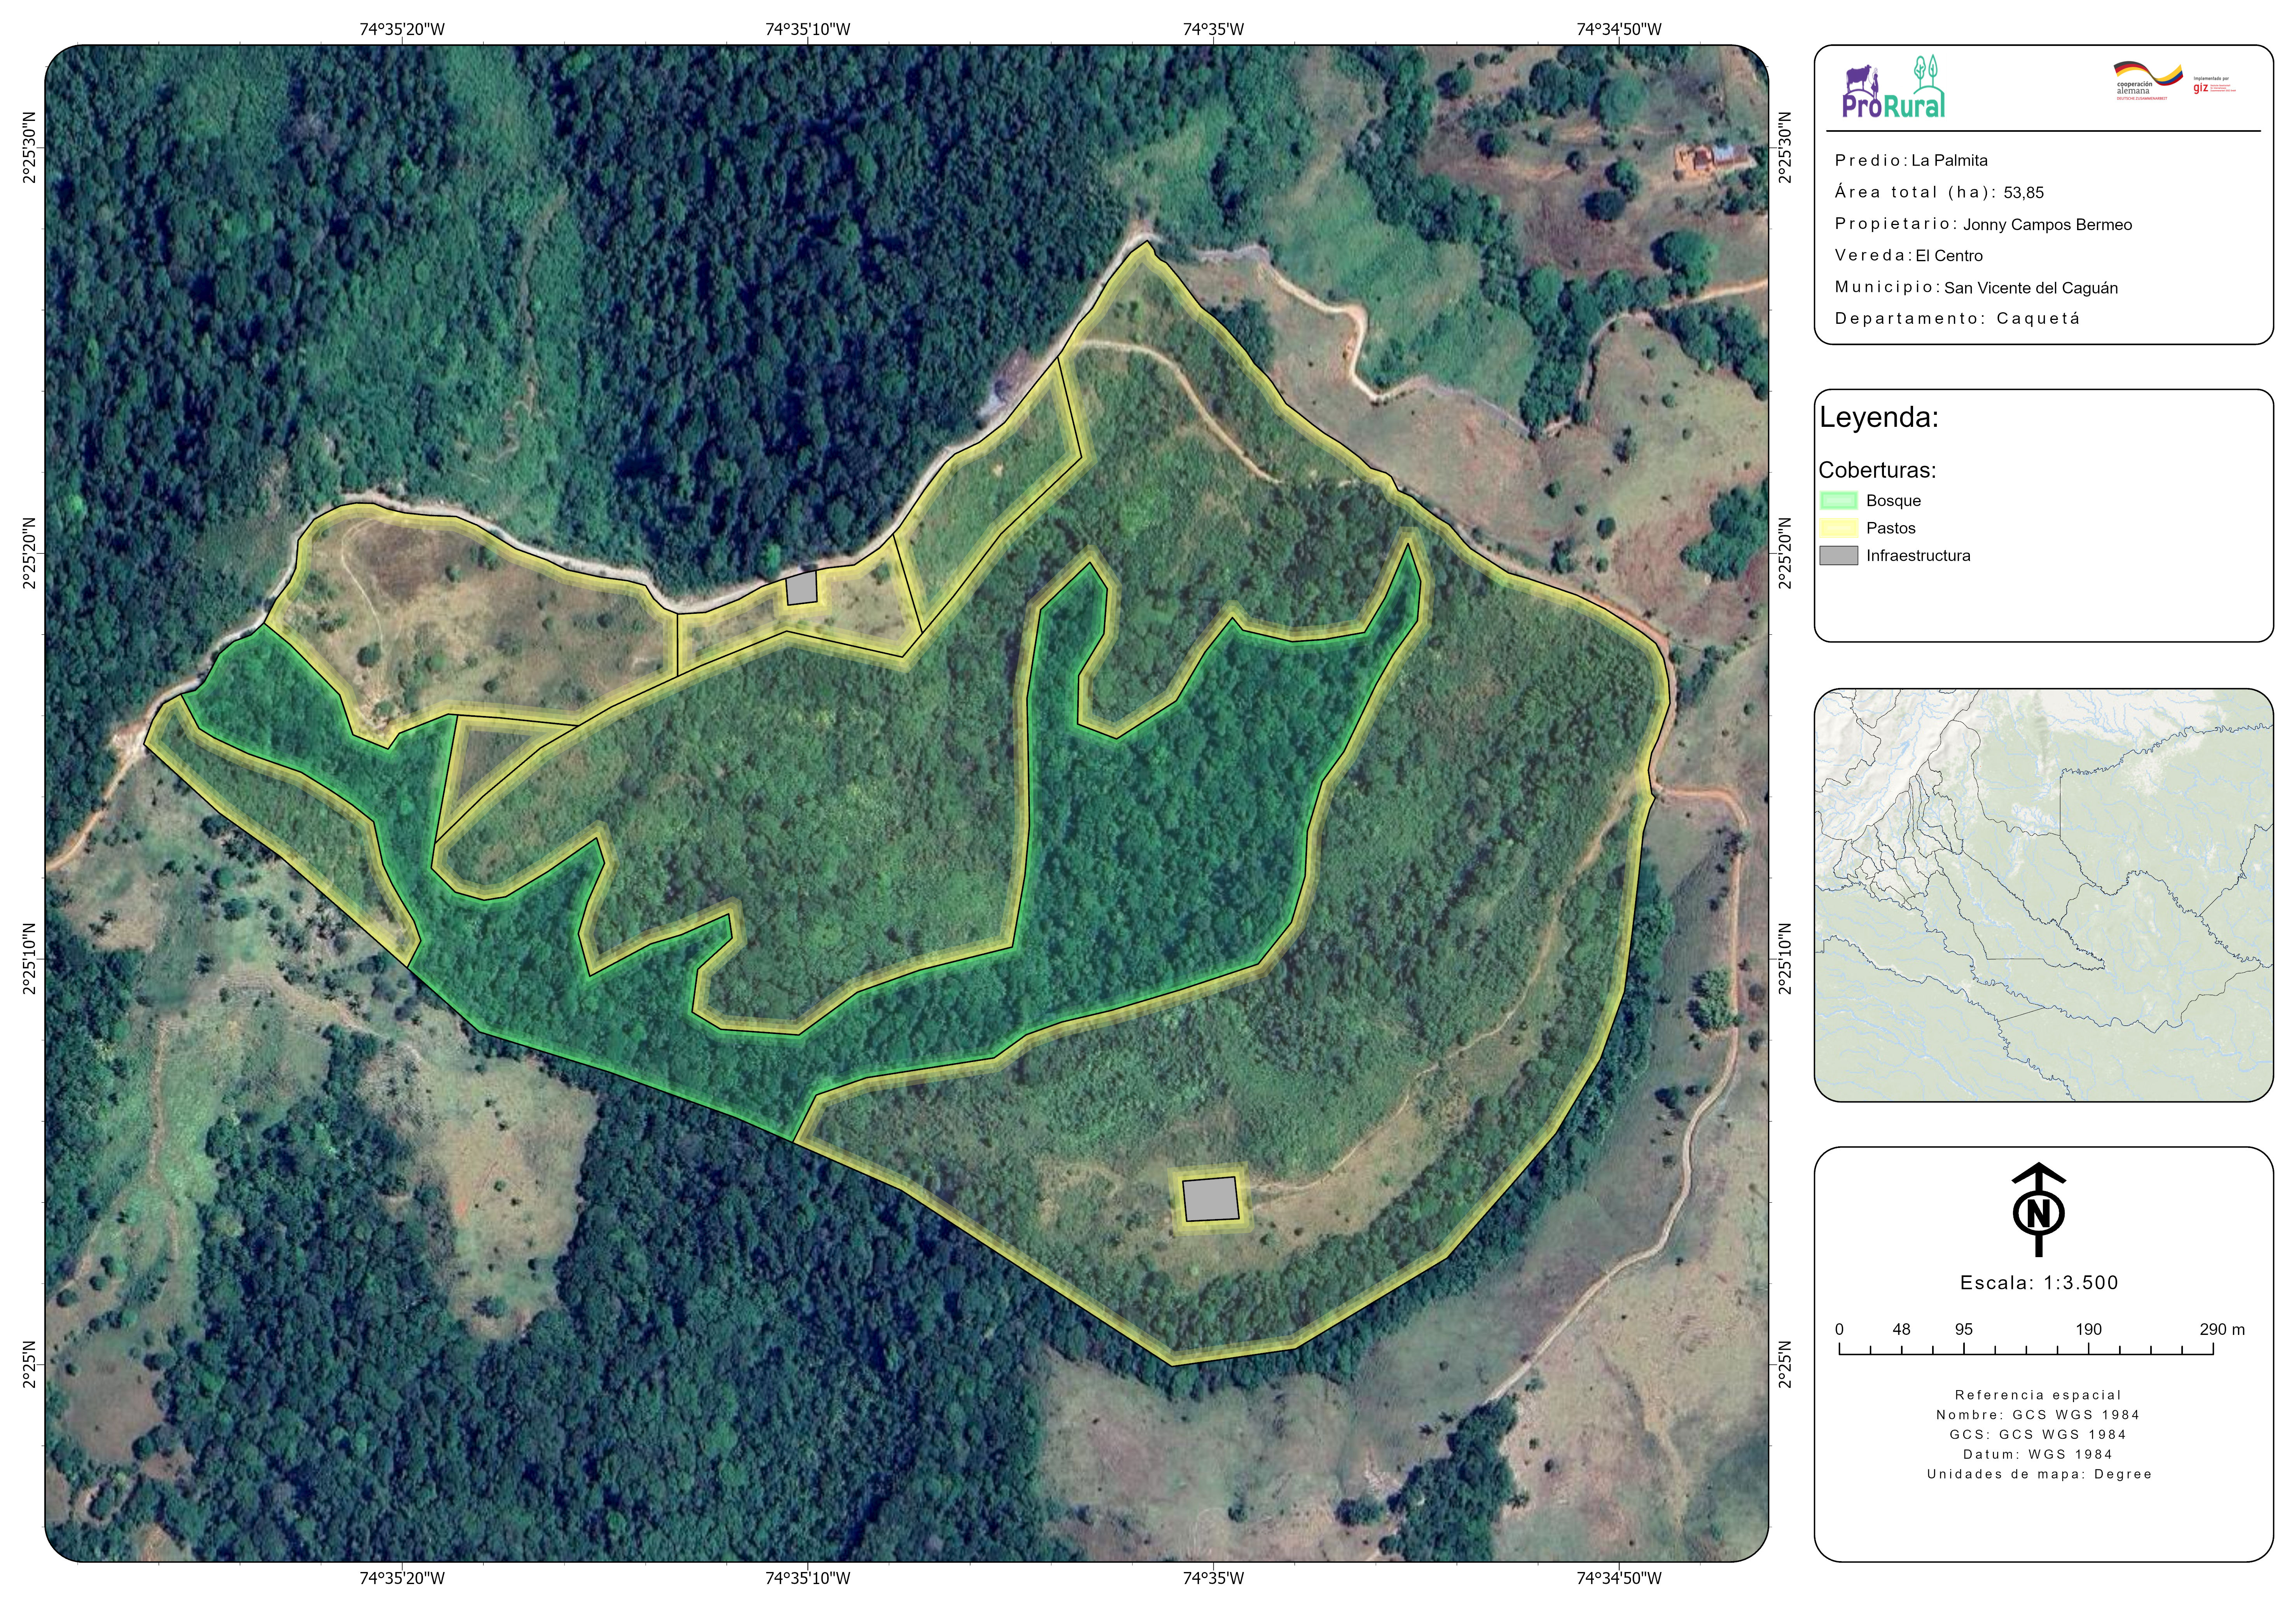 74°35'20"W 74°35'10"W 74°35'W 74°34'50"W
2°25'30"N 2°25'30"N
2°25'20"N 2°25'20"N
2°25'10"N 2°25'10"N
2°25'N 2°25'N
74°35'20"W 74°35'10"W 74°35'W 74°34'50"W
ProRural
cooperación
alemana
DEUTSCHE ZUSAMMENARBEIT
Implementada por
giz
Predio: La Palmita
Área total (ha): 53,85
Propietario: Jonny Campos Bermeo
Vereda: El Centro
Municipio: San Vicente del Caguán
Departamento: Caquetá
Leyenda:
Coberturas:
Bosque
Pastos
Infraestructura
N
Escala: 1:3.500
0 48 95 190 290 m
Referencia espacial
Nombre: GCS WGS 1984
GCS: GCS WGS 1984
Datum: WGS 1984
Unidades de mapa: Degree